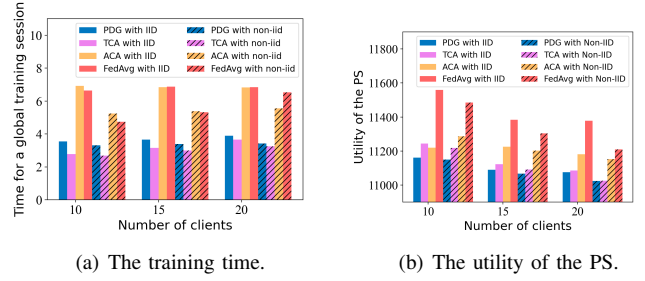 Time for a global training session
10
8
6
4
2
0
PDG with IID
TCA with IID
ACA with IID
FedAvg with IID
PDG with non-iid
TCA with non-iid
ACA with non-iid
FedAvg with non-iid
10 15 20
Number of clients
(a) The training time.
Utility of the PS
11800
11600
11400
11200
11000
PDG with IID
TCA with IID
ACA with IID
FedAvg with IID
PDG with Non-IID
TCA with Non-IID
ACA with Non-IID
FedAvg with Non-IID
10 15 20
Number of clients
(b) The utility of the PS.